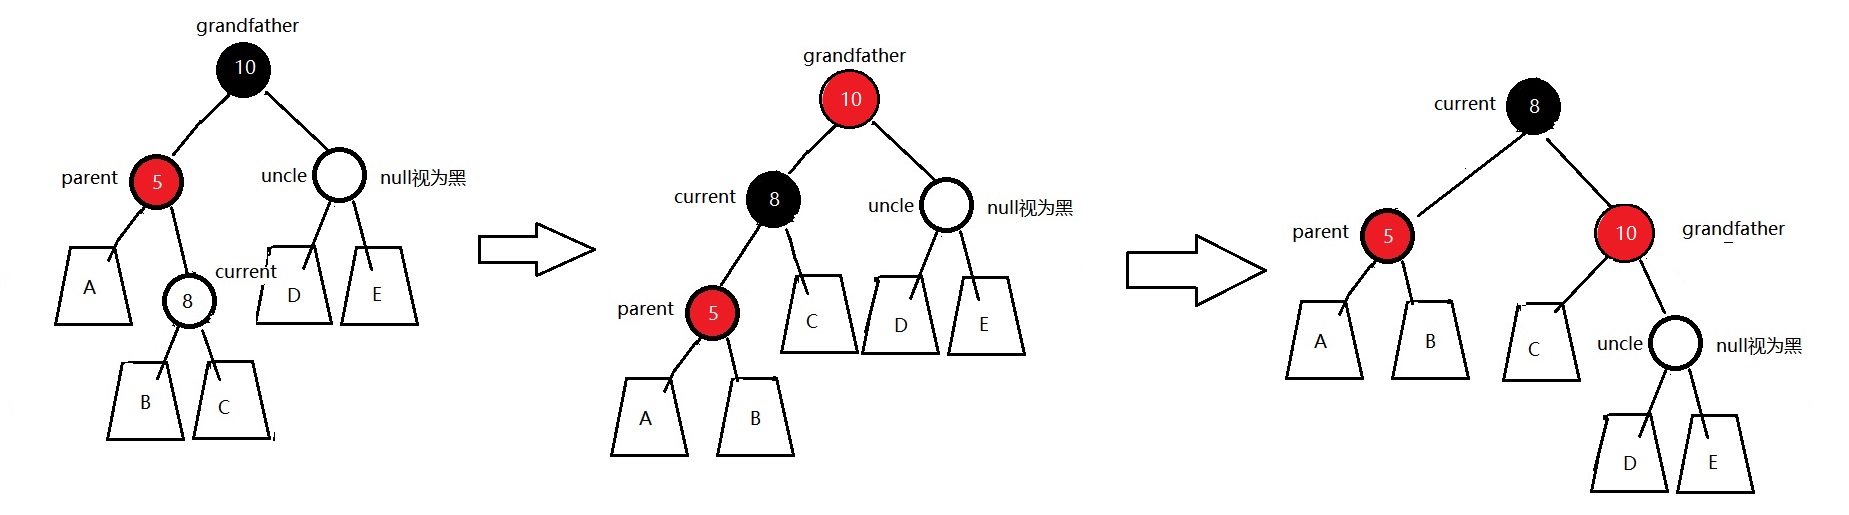 grandfather
10
parent
5
uncle
null视为黑
A
current
8
D
E
B
C
grandfather
10
current
8
uncle
null视为黑
parent
5
C
D
E
A
B
current
8
parent
5
10
grandfather
A
B
C
uncle
null视为黑
D
E